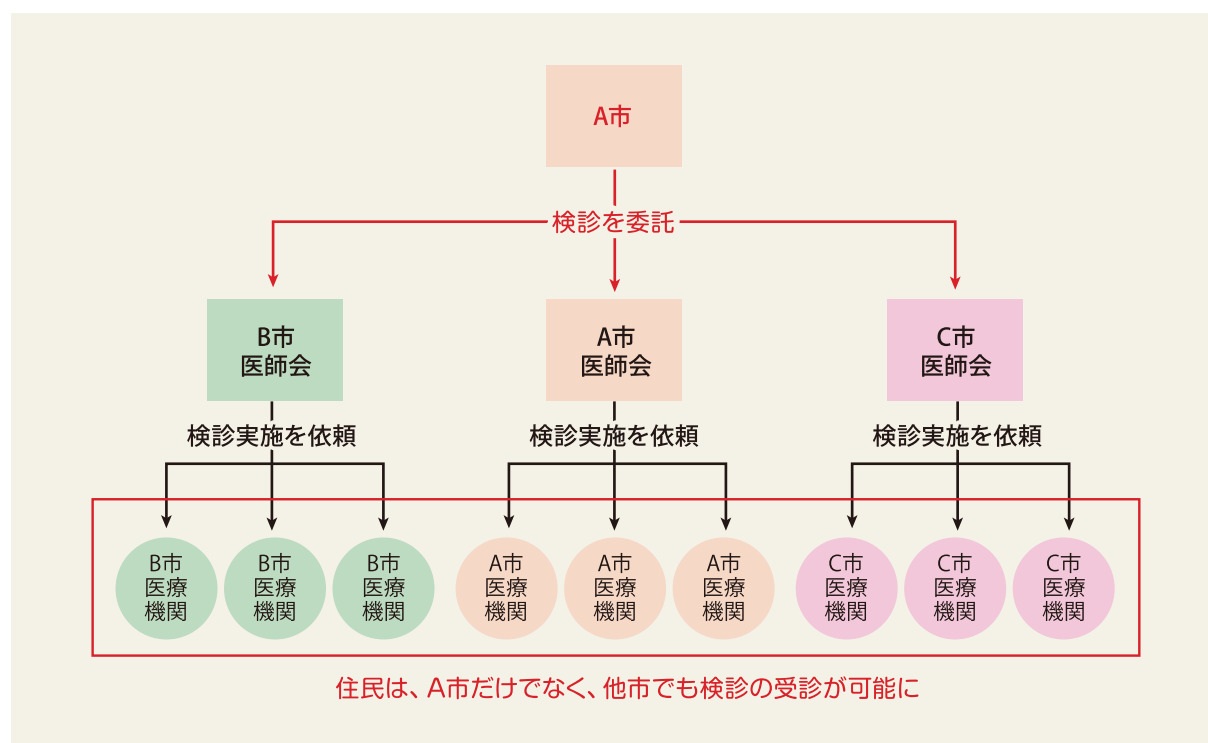 A市
検診を委託
B市
医師会
A市
医師会
C市
医師会
検診実施を依頼
検診実施を依頼
検診実施を依頼
B市
医療
機関
B市
医療
機関
B市
医療
機関
A市
医療
機関
A市
医療
機関
A市
医療
機関
C市
医療
機関
C市
医療
機関
C市
医療
機関
住民は、A市だけでなく、他市でも検診の受診が可能に